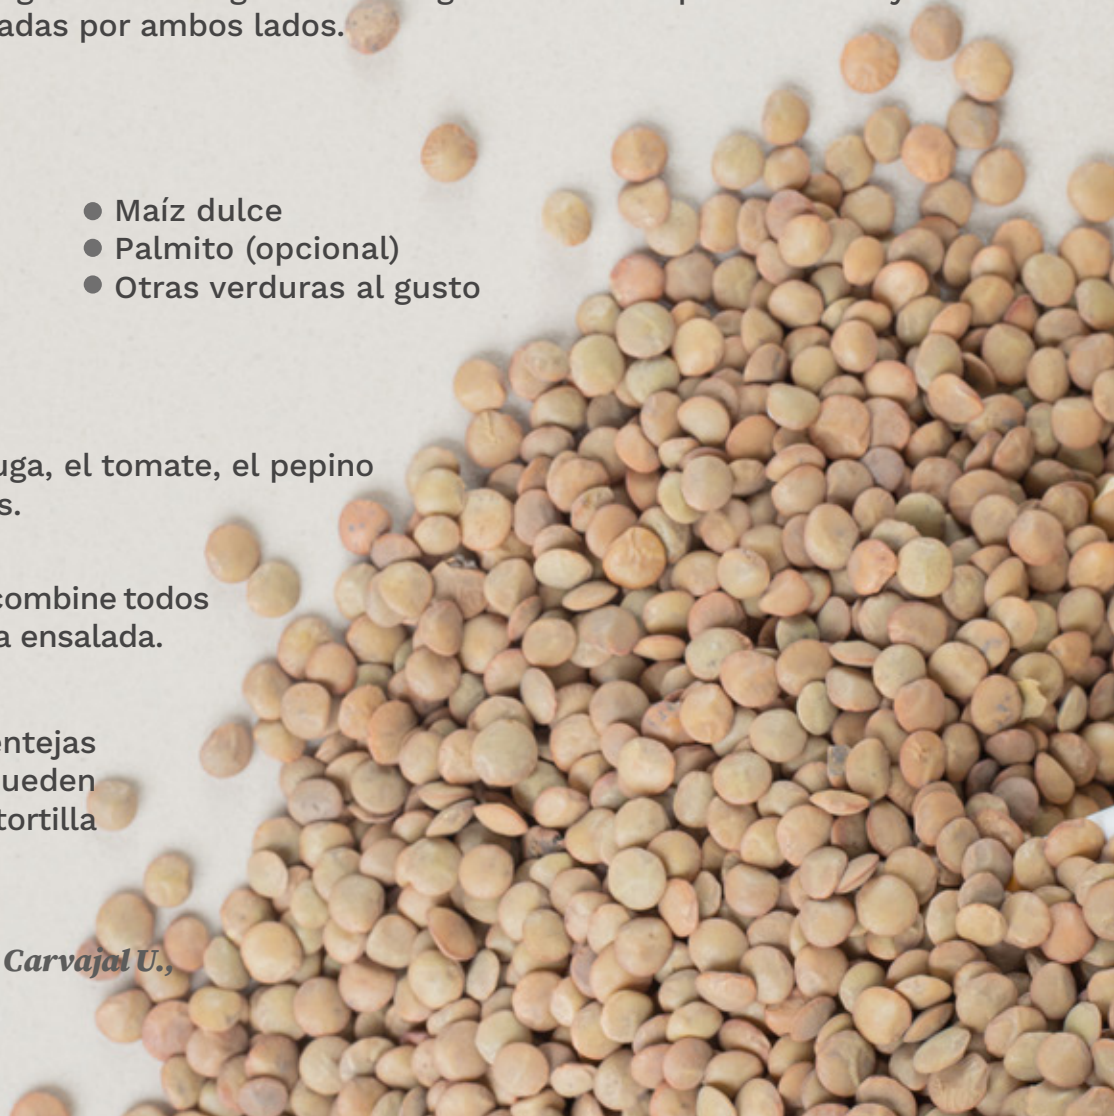 adas por ambos lados.
Maíz dulce
Palmito (opcional)
Otras verduras al gusto
uga, el tomate, el pepino
s.
combine todos
a ensalada.
entejas
ueden
tortilla
Carvajal U.,